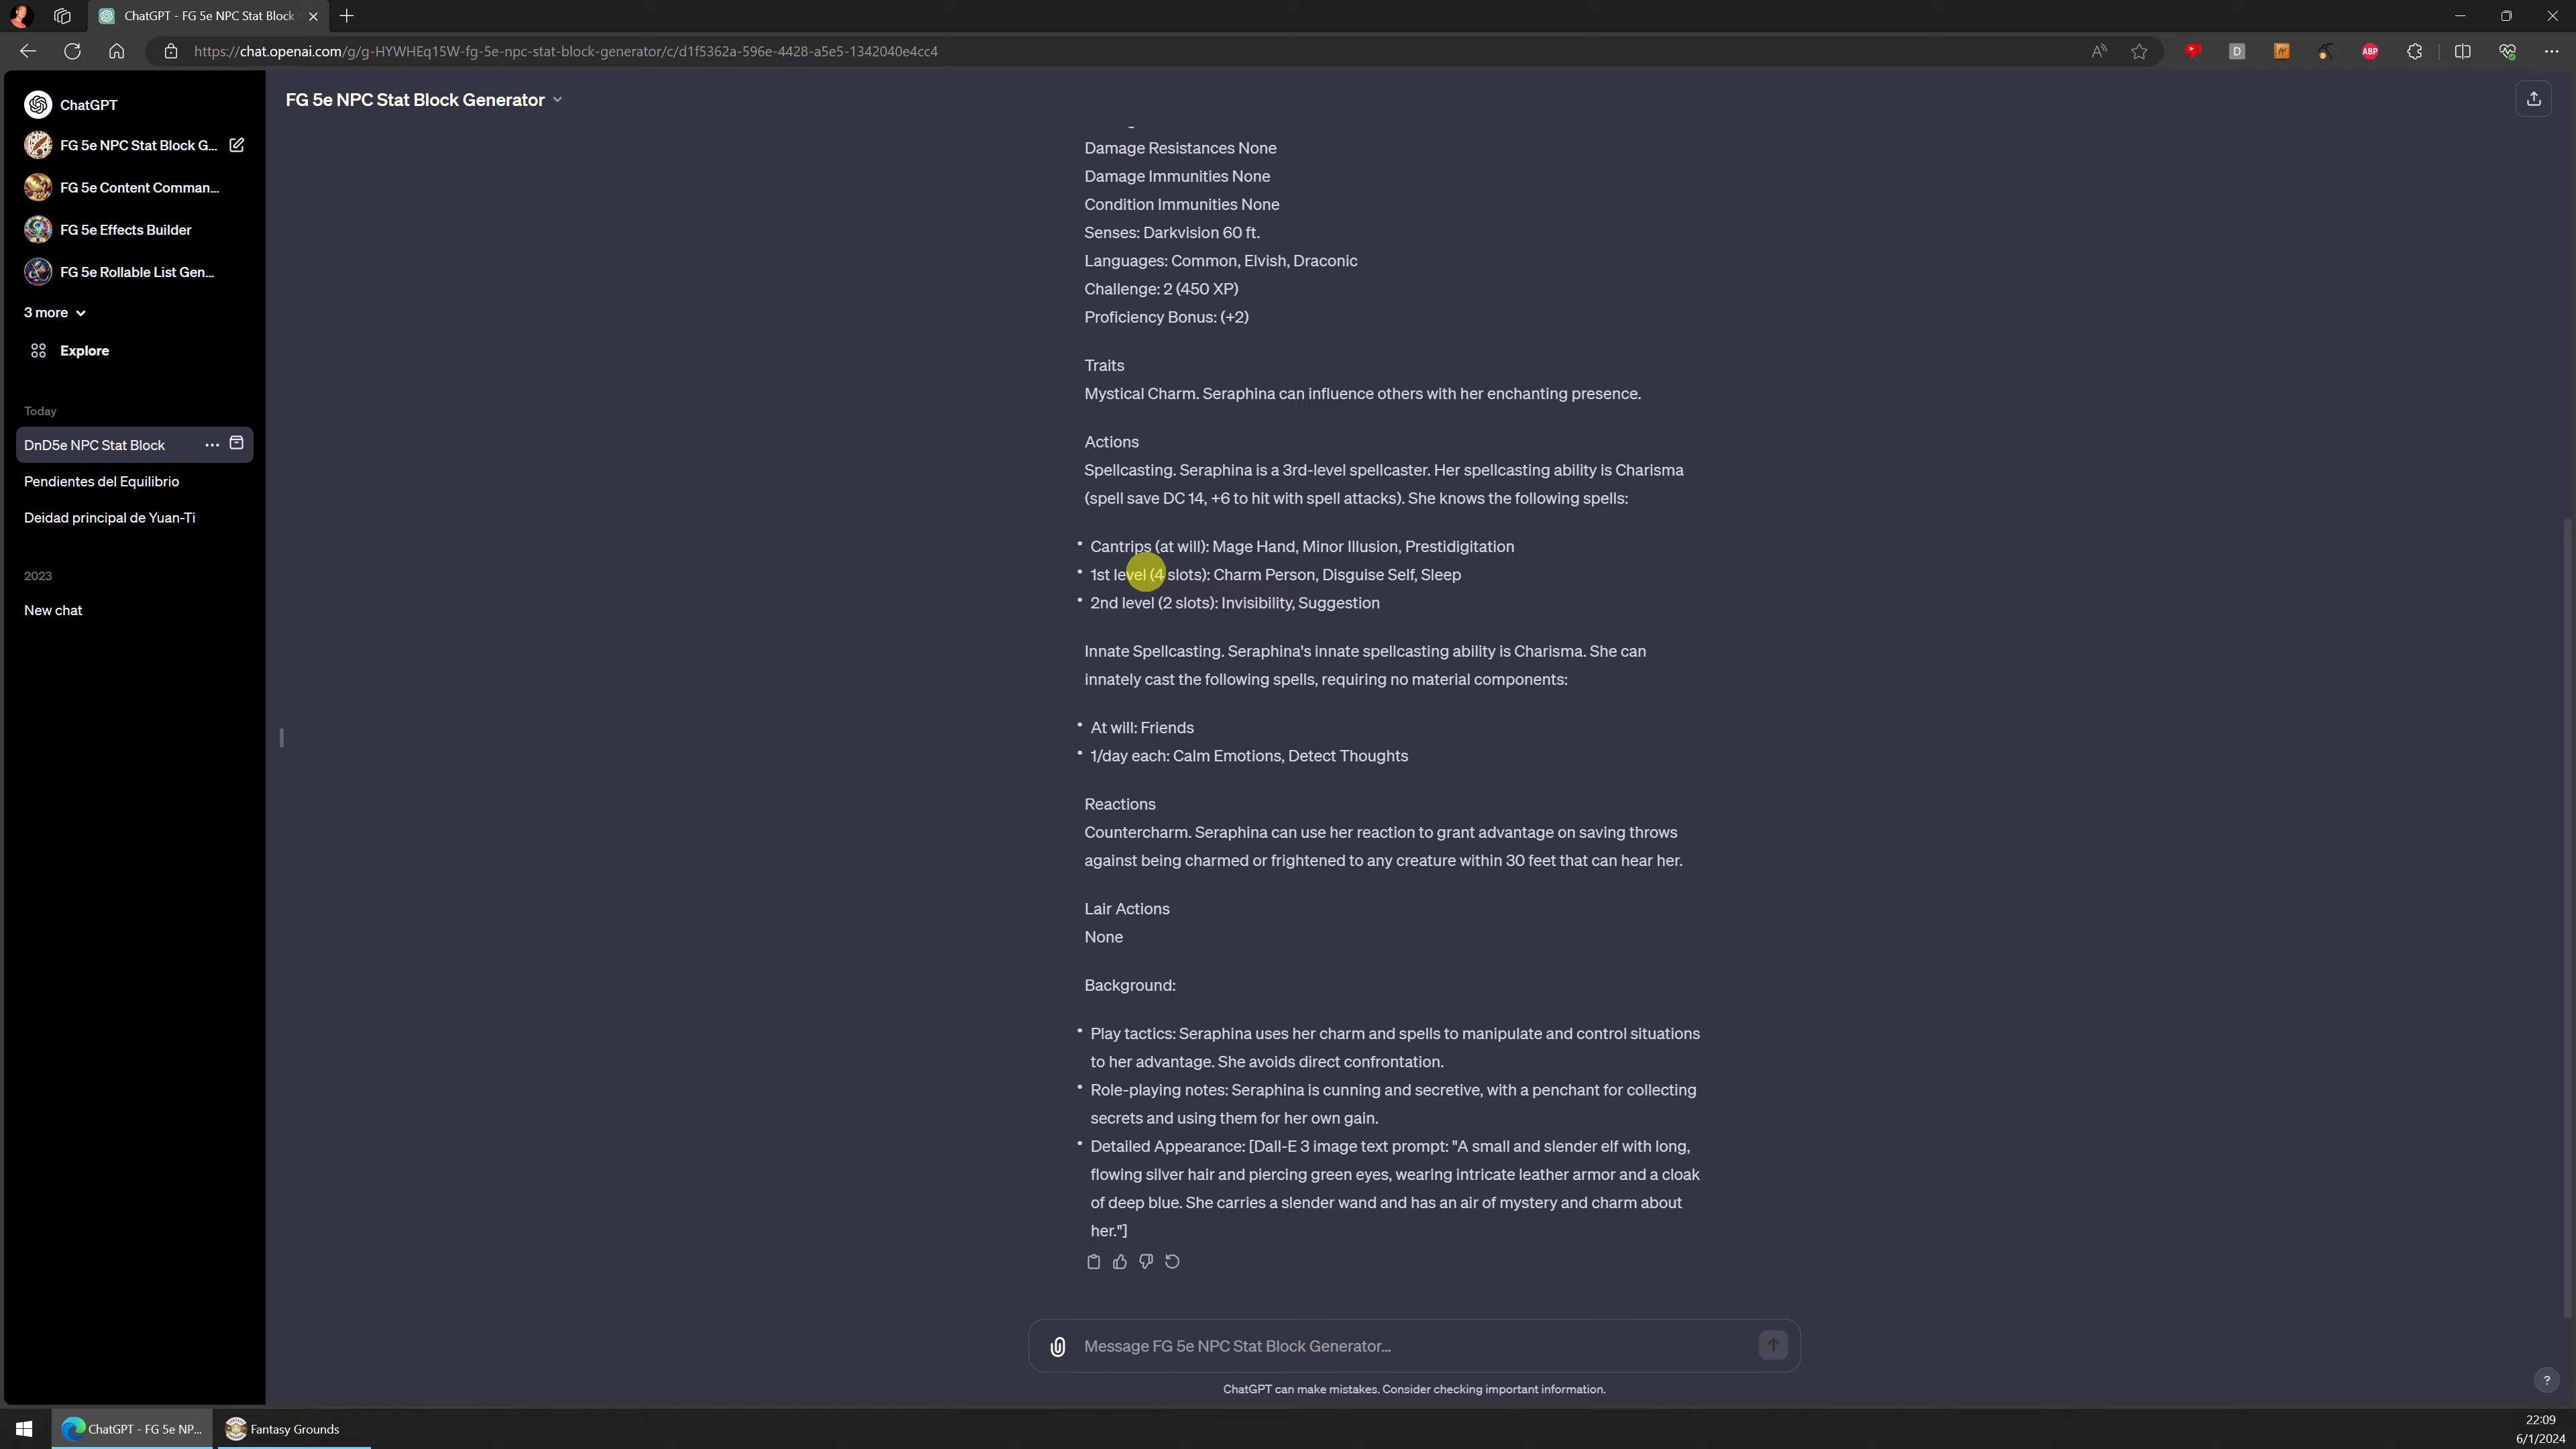 ChatGPT - FG 5e NPC Stat Block
https://chat.openai.com/g/g-HYWHEq15W-fg-5e-npc-stat-block-generator/c/d1f5362a-596e-4428-a5e5-1342040e4cc4
D
ABP
ChatGPT
FG 5e NPC Stat Block G...
FG 5e Content Comman...
FG 5e Effects Builder
FG 5e Rollable List Gen...
3 more
Explore
Today
DnD5e NPC Stat Block
Pendientes del Equilibrio
Deidad principal de Yuan-Ti
2023
New chat
FG 5e NPC Stat Block Generator
Damage Resistances None
Damage Immunities None
Condition Immunities None
Senses: Darkvision 60 ft.
Languages: Common, Elvish, Draconic
Challenge: 2 (450 XP)
Proficiency Bonus: (+2)
Traits
Mystical Charm. Seraphina can influence others with her enchanting presence.
Actions
Spellcasting. Seraphina is a 3rd-level spellcaster. Her spellcasting ability is Charisma
(spell save DC 14, +6 to hit with spell attacks). She knows the following spells:
• Cantrips (at will): Mage Hand, Minor Illusion, Prestidigitation
• 1st level (4 slots): Charm Person, Disguise Self, Sleep
• 2nd level (2 slots): Invisibility, Suggestion
Innate Spellcasting. Seraphina's innate spellcasting ability is Charisma. She can
innately cast the following spells, requiring no material components:
• At will: Friends
• 1/day each: Calm Emotions, Detect Thoughts
Reactions
Countercharm. Seraphina can use her reaction to grant advantage on saving throws
against being charmed or frightened to any creature within 30 feet that can hear her.
Lair Actions
None
Background:
• Play tactics: Seraphina uses her charm and spells to manipulate and control situations
to her advantage. She avoids direct confrontation.
• Role-playing notes: Seraphina is cunning and secretive, with a penchant for collecting
secrets and using them for her own gain.
• Detailed Appearance: [Dall-E 3 image text prompt: "A small and slender elf with long,
flowing silver hair and piercing green eyes, wearing intricate leather armor and a cloak
of deep blue. She carries a slender wand and has an air of mystery and charm about
her."]
Message FG 5e NPC Stat Block Generator...
ChatGPT can make mistakes. Consider checking important information.
?
ChatGPT - FG 5e NP...
Fantasy Grounds
22:09
6/1/2024